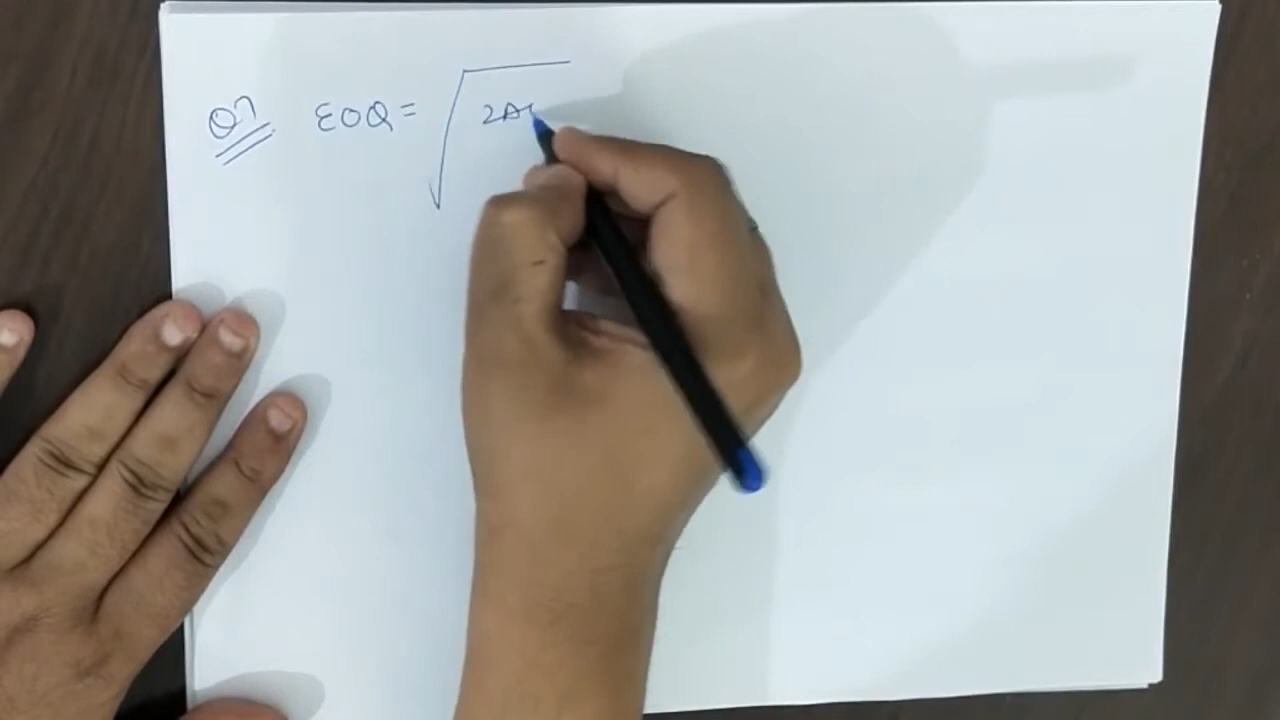 Q7 EOQ = √2A